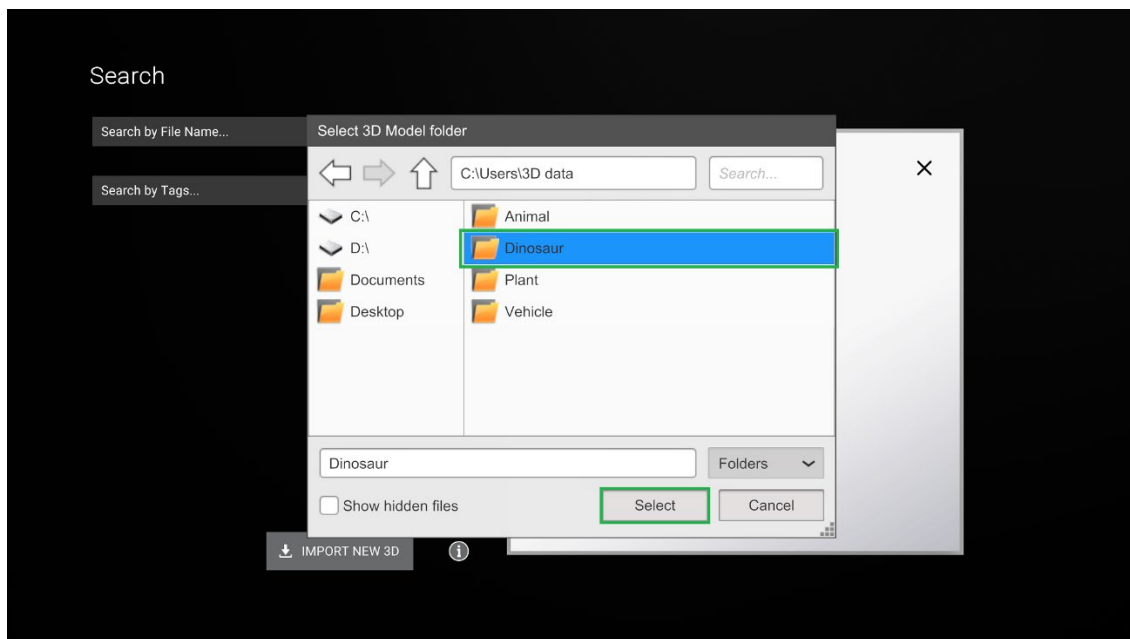 Search
Search by File Name...
Search by Tags...
Select 3D Model folder
C:\Users\3D data
Search...
C:\
D:\
Documents
Desktop
Animal
Dinosaur
Plant
Vehicle
Dinosaur
Folders
Show hidden files
Select
Cancel
IMPORT NEW 3D
i